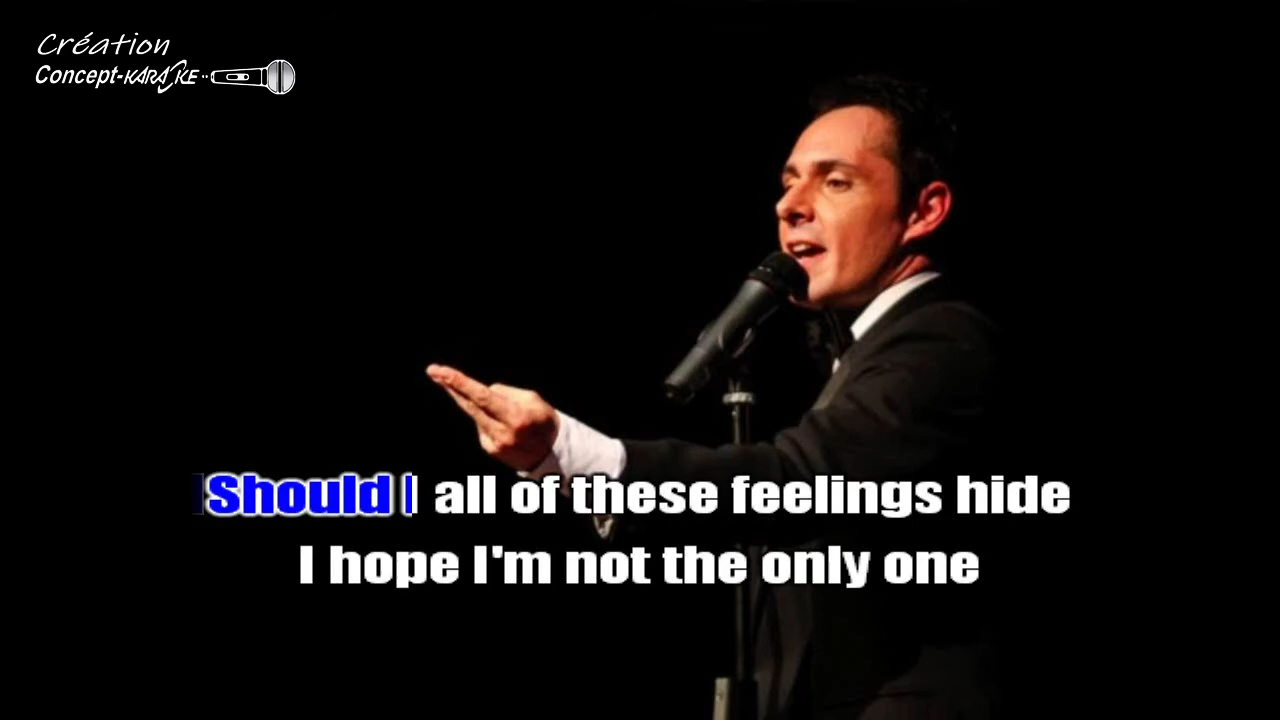 Création
Concept-KARAOKE
Should I all of these feelings hide
I hope I'm not the only one